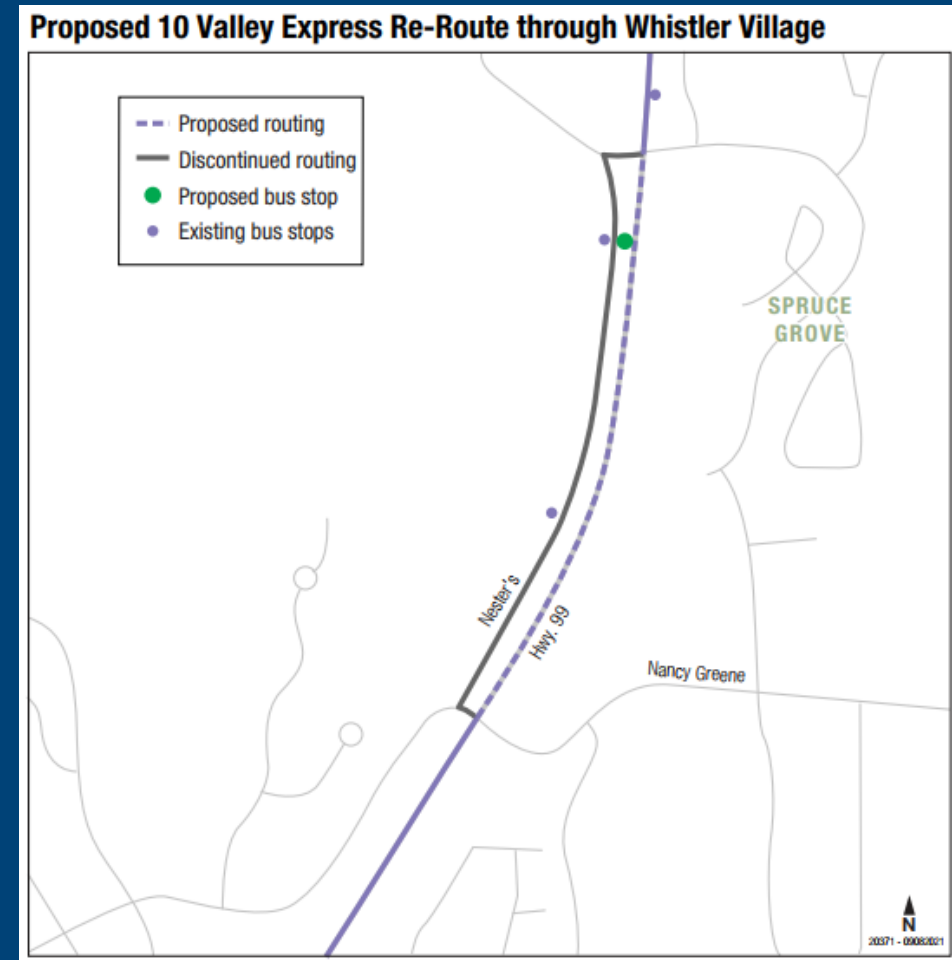 Proposed 10 Valley Express Re-Route through Whistler Village
Proposed routing
Discontinued routing
Proposed bus stop
Existing bus stops
SPRUCE
GROVE
Nester's
Hwy. 99
Nancy Greene
N
20371 - 09082021